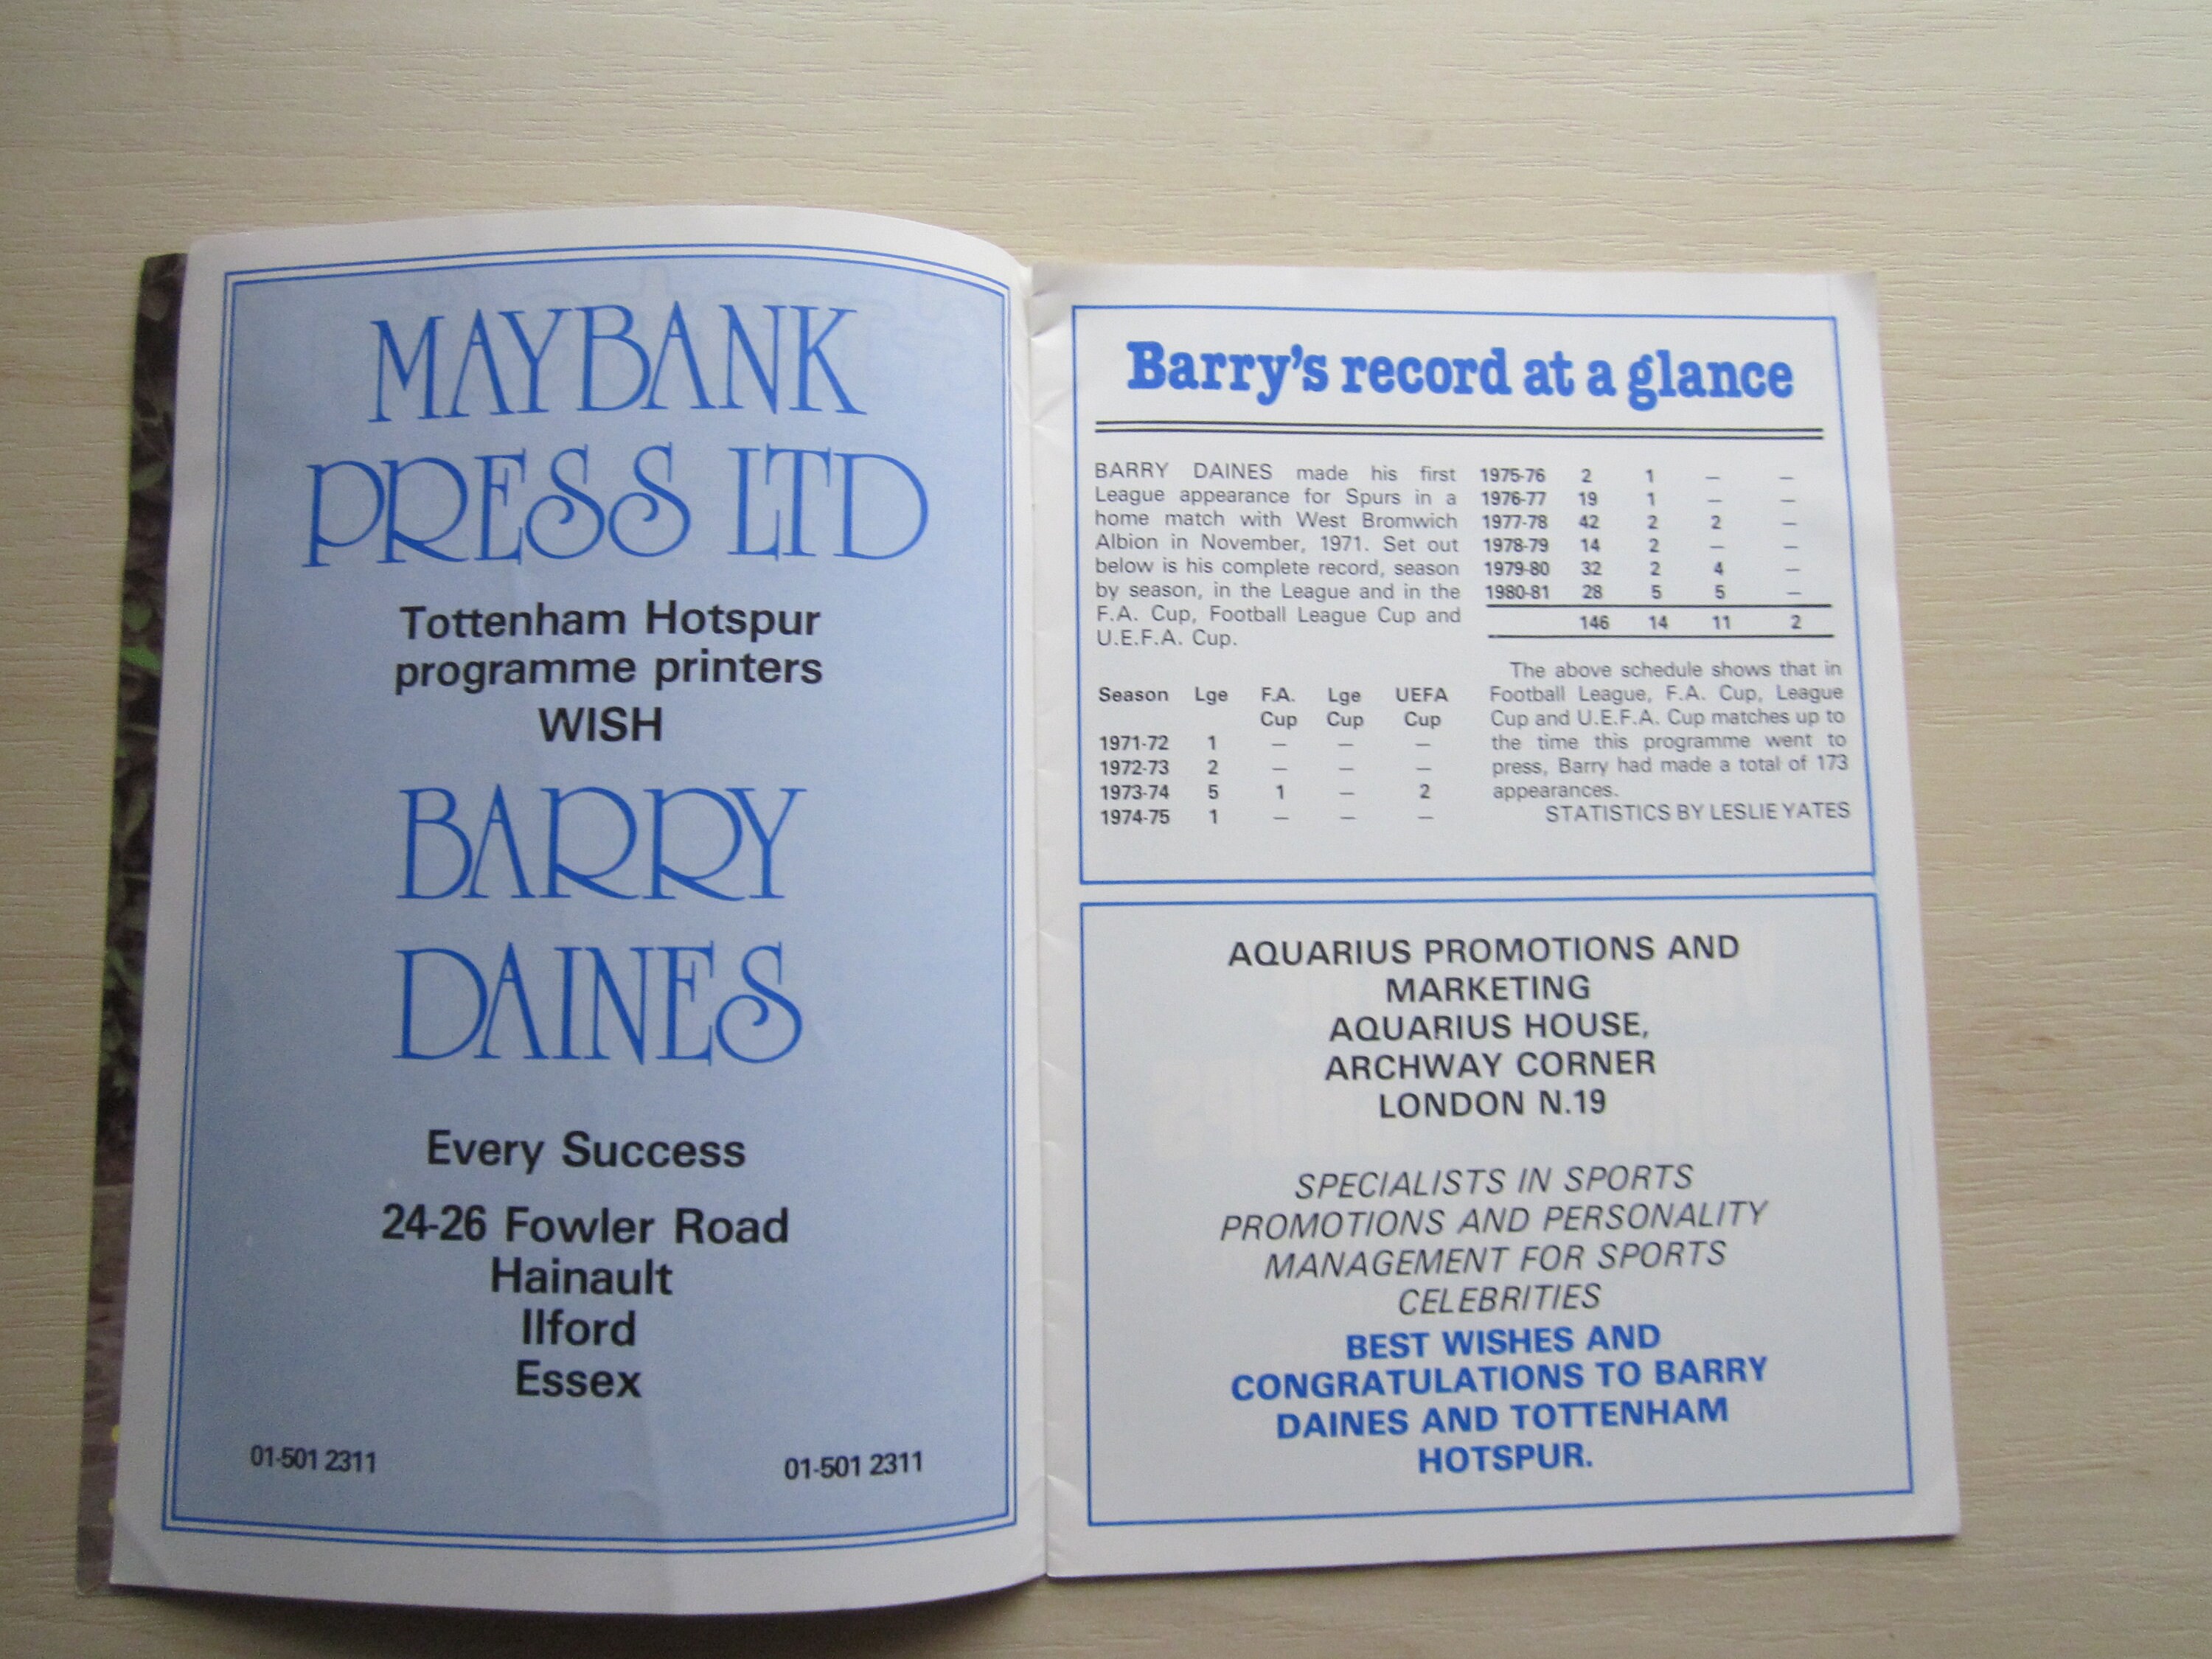 MAYBANK
PRESS LTD
Tottenham Hotspur
programme printers
WISH
BARRY
DAINES
Every Success
24-26 Fowler Road
Hainault
Ilford
Essex
01-501 2311 01-501 2311
Barry's record at a glance
BARRY DAINES made his first
League appearance for Spurs in a
home match with West Bromwich
Albion in November, 1971. Set out
below is his complete record, season
by season, in the League and in the
F.A. Cup, Football League Cup and
U.E.F.A. Cup.
Season Lge F.A. Lge UEFA
Cup Cup Cup
1971-72 1 — — —
1972-73 2 — — —
1973-74 5 1 — 2
1974-75 1 — — —
1975-76 2 1 — —
1976-77 19 1 — —
1977-78 42 2 2 —
1978-79 14 2 — —
1979-80 32 2 4 —
1980-81 28 5 5 —
146 14 11 2
The above schedule shows that in
Football League, F.A. Cup, League
Cup and U.E.F.A. Cup matches up to
the time this programme went to
press, Barry had made a total of 173
appearances.
STATISTICS BY LESLIE YATES
AQUARIUS PROMOTIONS AND
MARKETING
AQUARIUS HOUSE,
ARCHWAY CORNER
LONDON N.19
SPECIALISTS IN SPORTS
PROMOTIONS AND PERSONALITY
MANAGEMENT FOR SPORTS
CELEBRITIES
BEST WISHES AND
CONGRATULATIONS TO BARRY
DAINES AND TOTTENHAM
HOTSPUR.